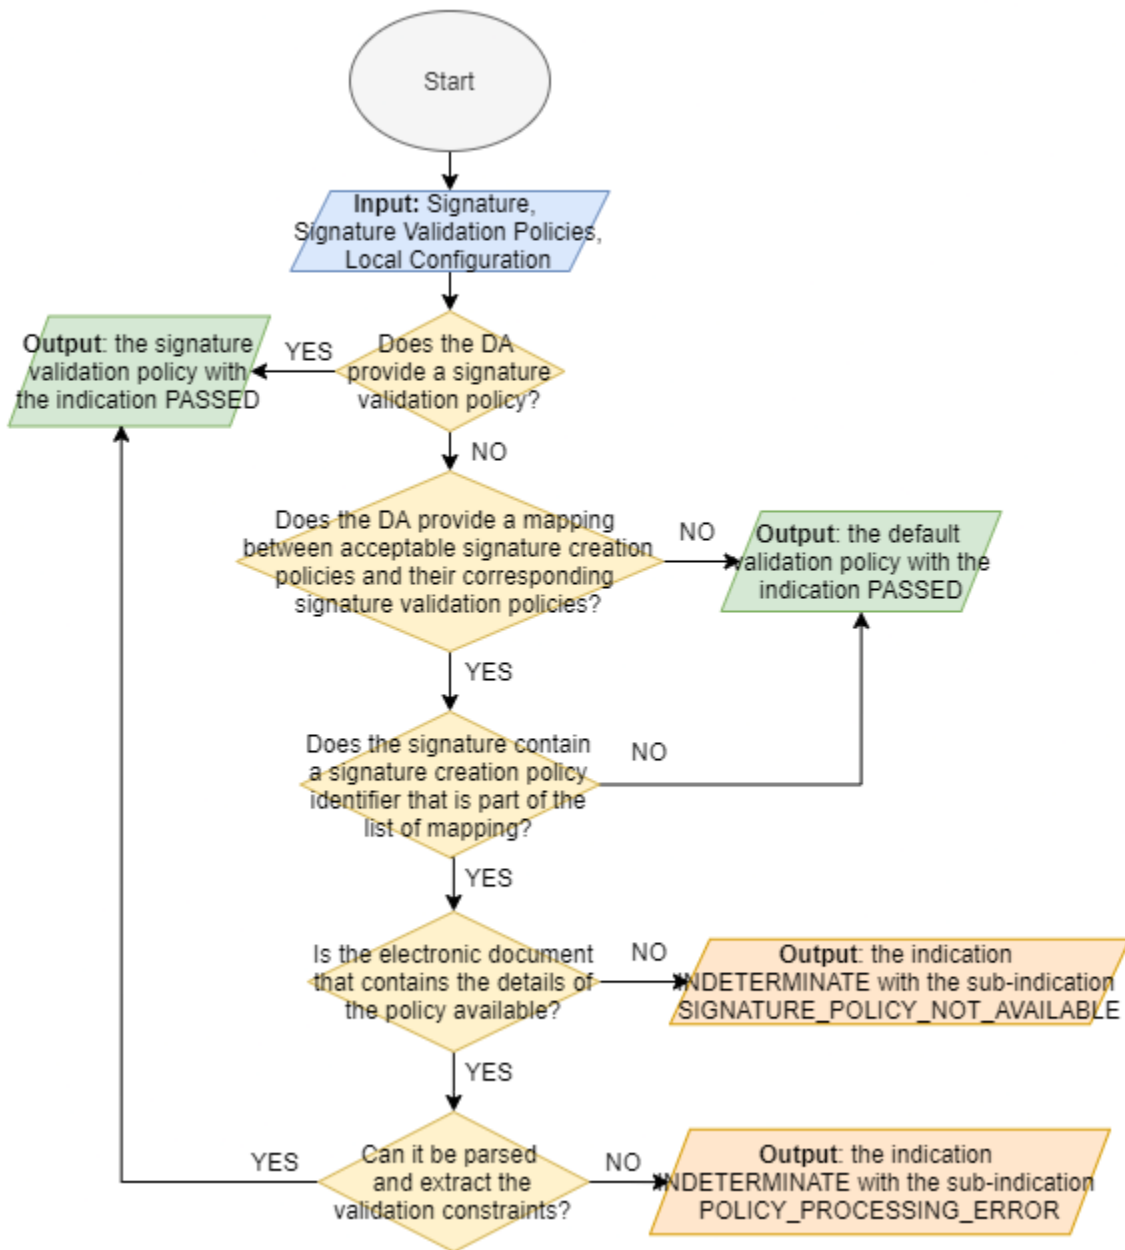 Start
Input: Signature,
Signature Validation Policies,
Local Configuration
Output: the signature
validation policy with
the indication PASSED
YES
Does the DA
provide a signature
validation policy?
NO
Does the DA provide a mapping
between acceptable signature creation
policies and their corresponding
signature validation policies?
NO
Output: the default
validation policy with the
indication PASSED
YES
Does the signature contain
a signature creation policy
identifier that is part of the
list of mapping?
NO
YES
Is the electronic document
that contains the details of
the policy available?
NO
Output: the indication
INDETERMINATE with the sub-indication
SIGNATURE_POLICY_NOT_AVAILABLE
YES
Can it be parsed
and extract the
validation constraints?
YES
NO
Output: the indication
INDETERMINATE with the sub-indication
POLICY_PROCESSING_ERROR